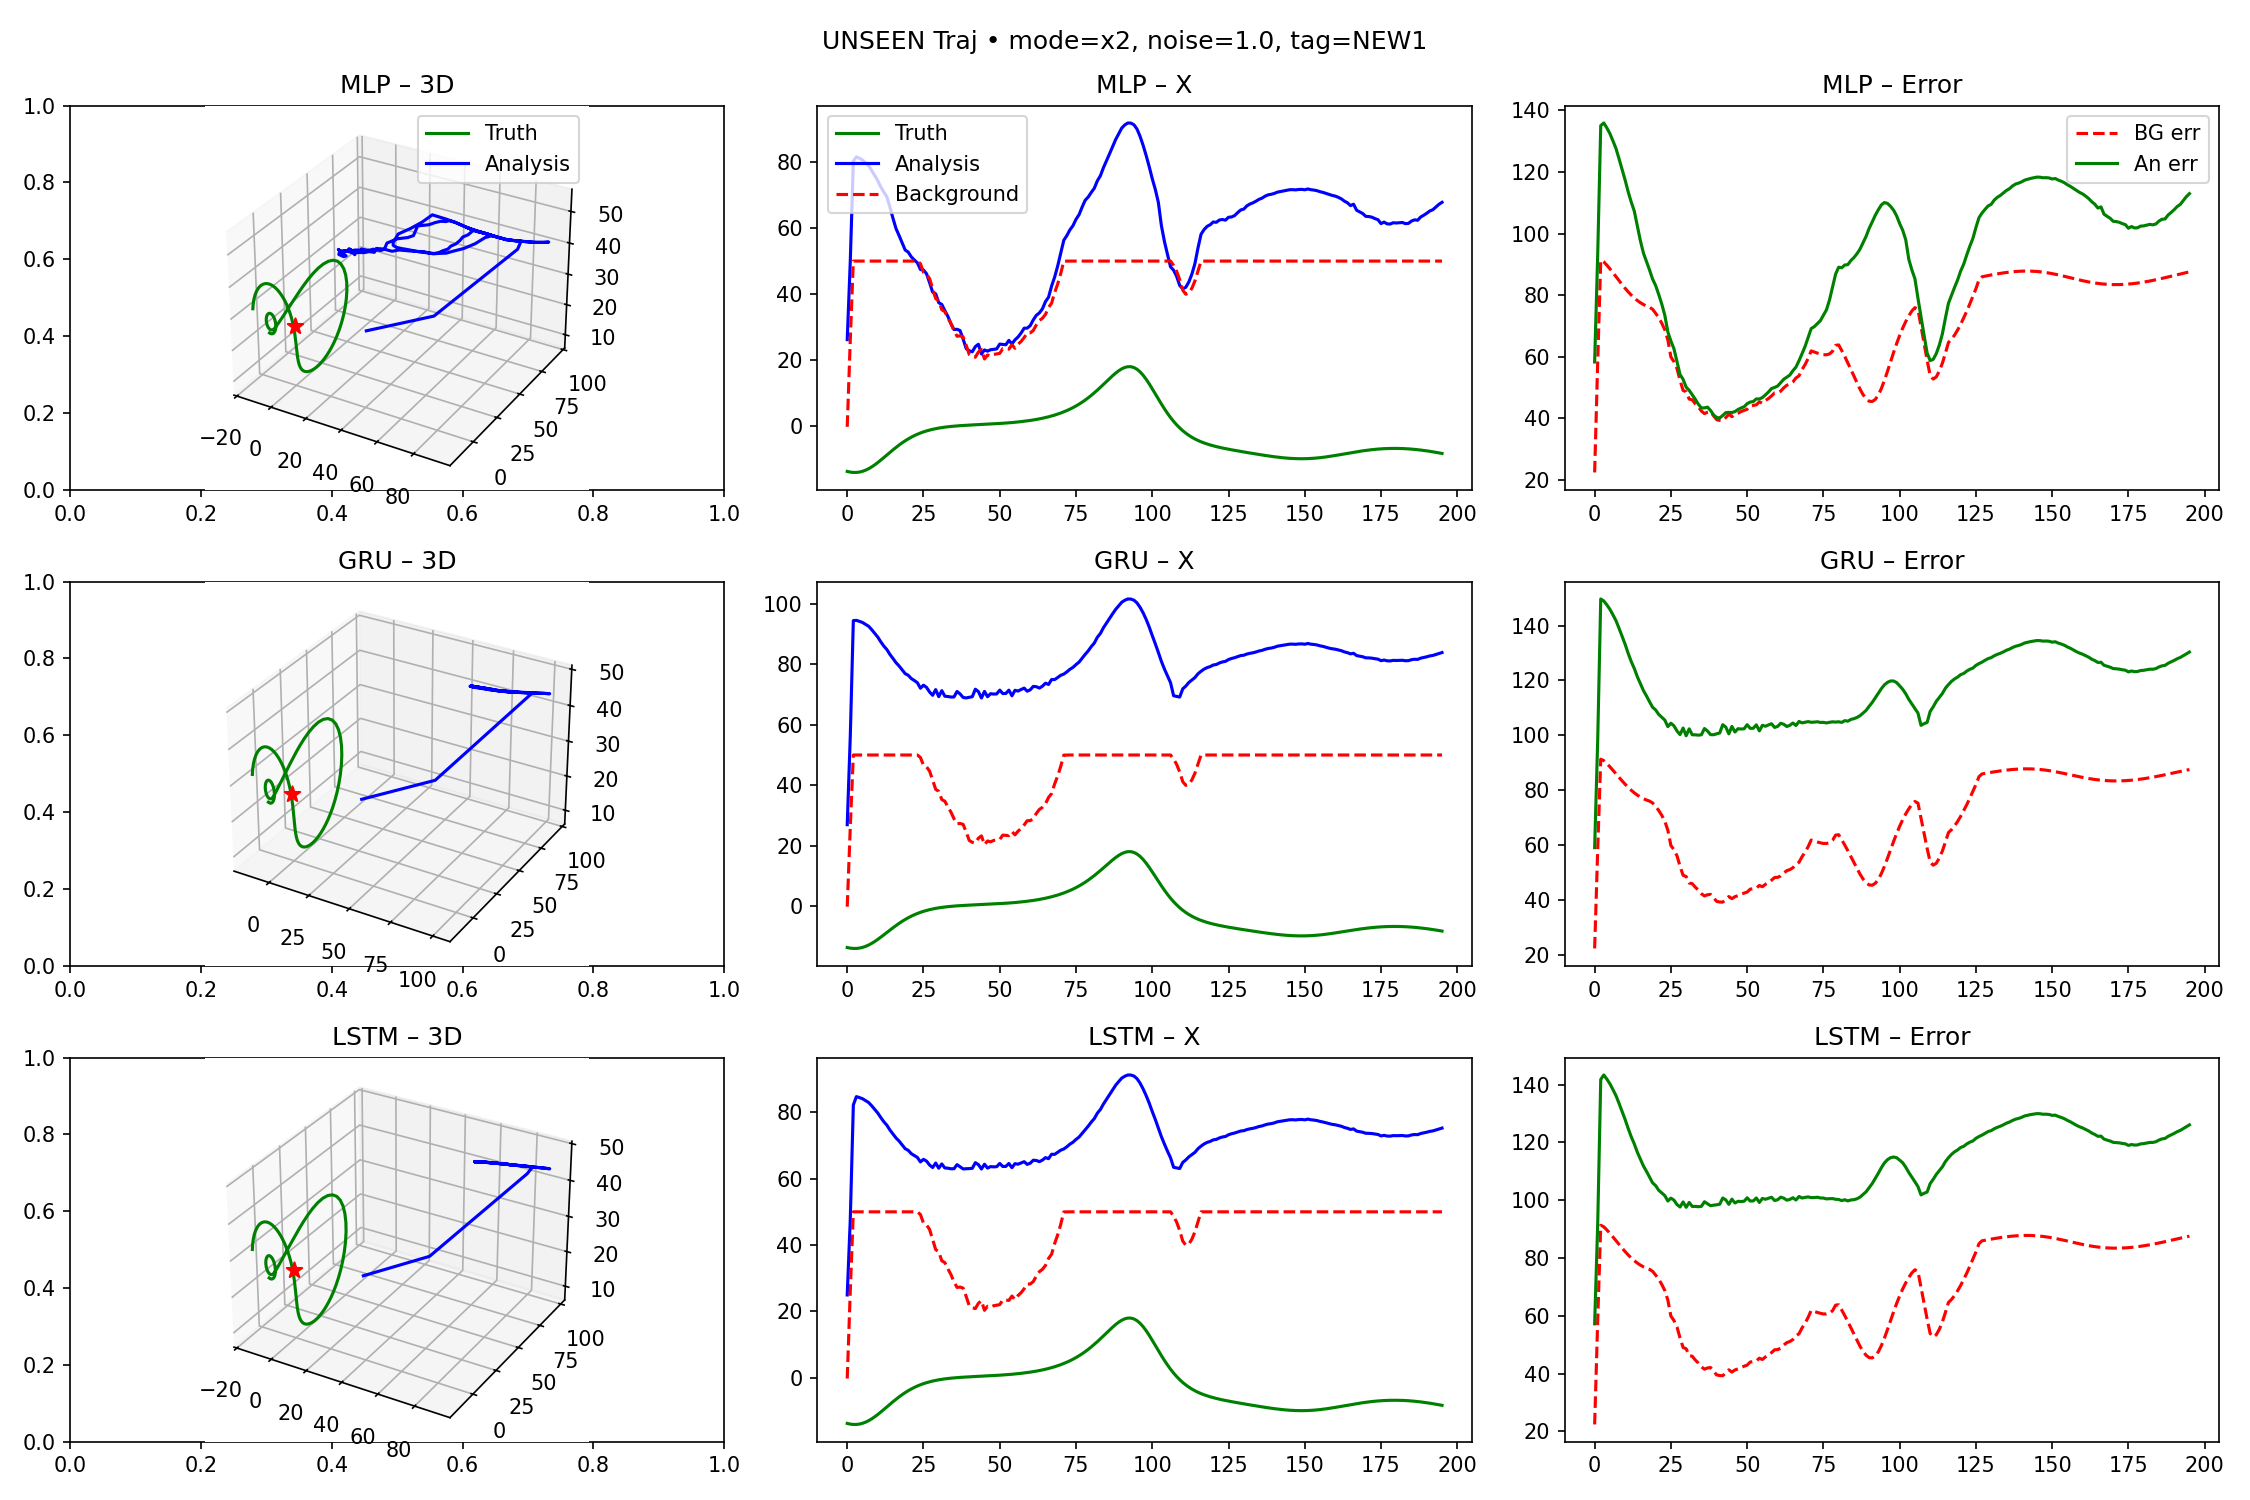 UNSEEN Traj • mode=x2, noise=1.0, tag=NEW1
MLP – 3D
1.0
0.8
0.6
0.4
0.2
0.0
0.0 0.2 0.4 0.6 0.8 1.0
Truth
Analysis
−20 0 20 40 60 80
0 25 50 75 100
10 20 30 40 50
MLP – X
80
60
40
20
0
0 25 50 75 100 125 150 175 200
Truth
Analysis
Background
MLP – Error
140
120
100
80
60
40
20
0 25 50 75 100 125 150 175 200
BG err
An err
GRU – 3D
1.0
0.8
0.6
0.4
0.2
0.0
0.0 0.2 0.4 0.6 0.8 1.0
0 25 50 75 100
0 25 50 75 100
10 20 30 40 50
GRU – X
100
80
60
40
20
0
0 25 50 75 100 125 150 175 200
GRU – Error
140
120
100
80
60
40
20
0 25 50 75 100 125 150 175 200
LSTM – 3D
1.0
0.8
0.6
0.4
0.2
0.0
0.0 0.2 0.4 0.6 0.8 1.0
−20 0 20 40 60 80
0 25 50 75 100
10 20 30 40 50
LSTM – X
80
60
40
20
0
0 25 50 75 100 125 150 175 200
LSTM – Error
140
120
100
80
60
40
20
0 25 50 75 100 125 150 175 200